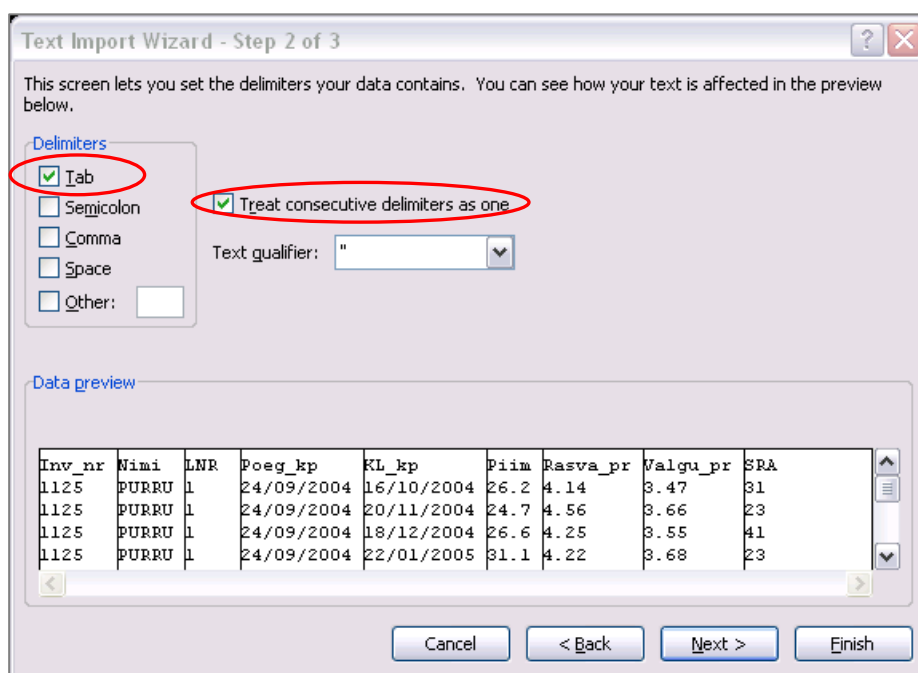 Text Import Wizard - Step 2 of 3
This screen lets you set the delimiters your data contains. You can see how your text is affected in the preview
below.
Delimiters
Tab
Semicolon
Comma
Space
Other:
Treat consecutive delimiters as one
Text qualifier: "
Data preview
Inv_nr Nimi LNR Poeg_kp KL_kp Piim Rasva_pr Valgu_pr SRA
1125 PURRU 1 24/09/2004 16/10/2004 26.2 4.14 3.47 31
1125 PURRU 1 24/09/2004 20/11/2004 24.7 4.56 3.66 23
1125 PURRU 1 24/09/2004 18/12/2004 26.6 4.25 3.55 41
1125 PURRU 1 24/09/2004 22/01/2005 31.1 4.22 3.68 23
Cancel < Back Next > Finish